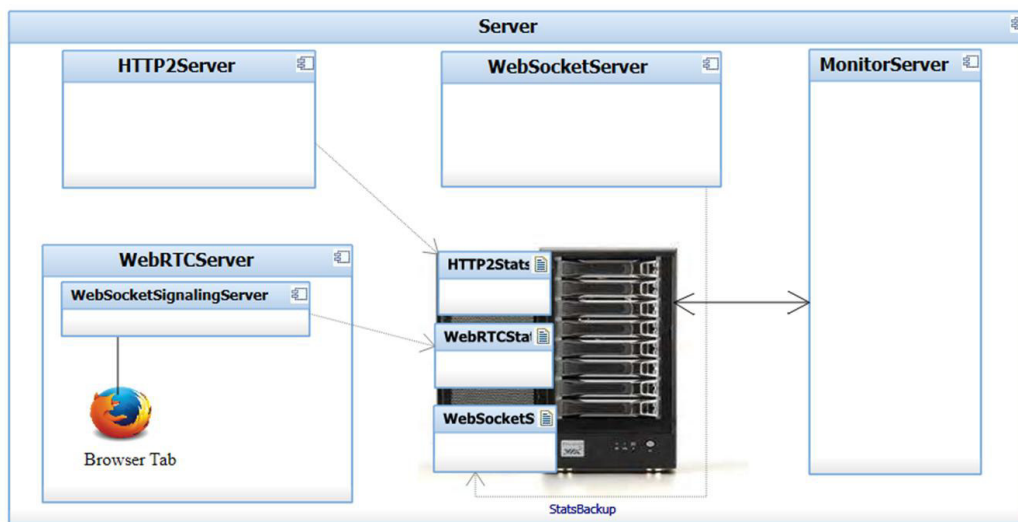 Server
HTTP2Server
WebSocketServer
MonitorServer
WebRTCServer
WebSocketSignalingServer
HTTP2Stats
WebRTCStat
WebSocketS
Browser Tab
StatsBackup